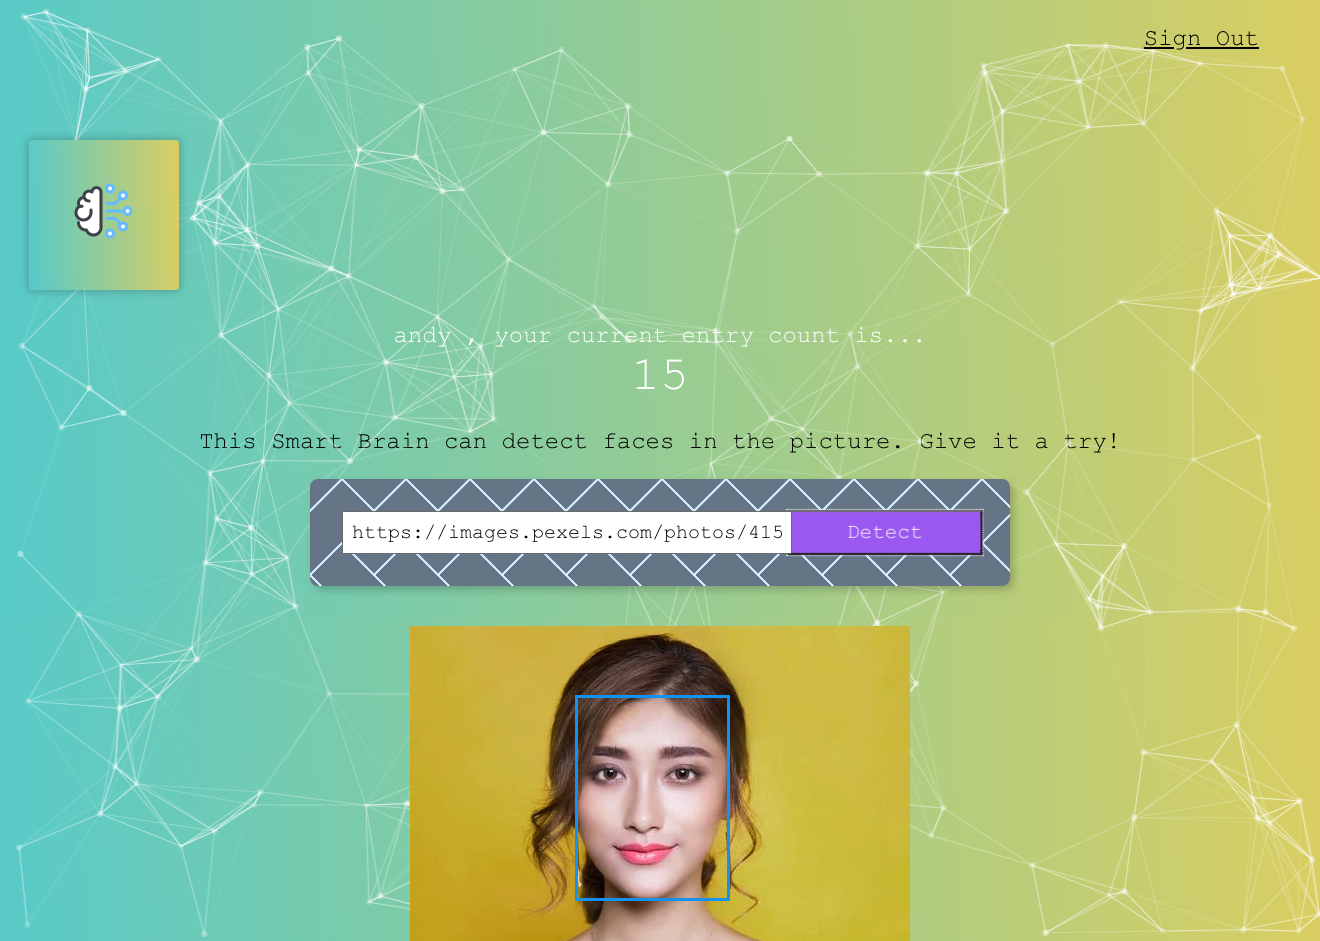 Sign Out
andy , your current entry count is...
15
This Smart Brain can detect faces in the picture. Give it a try!
https://images.pexels.com/photos/415
Detect